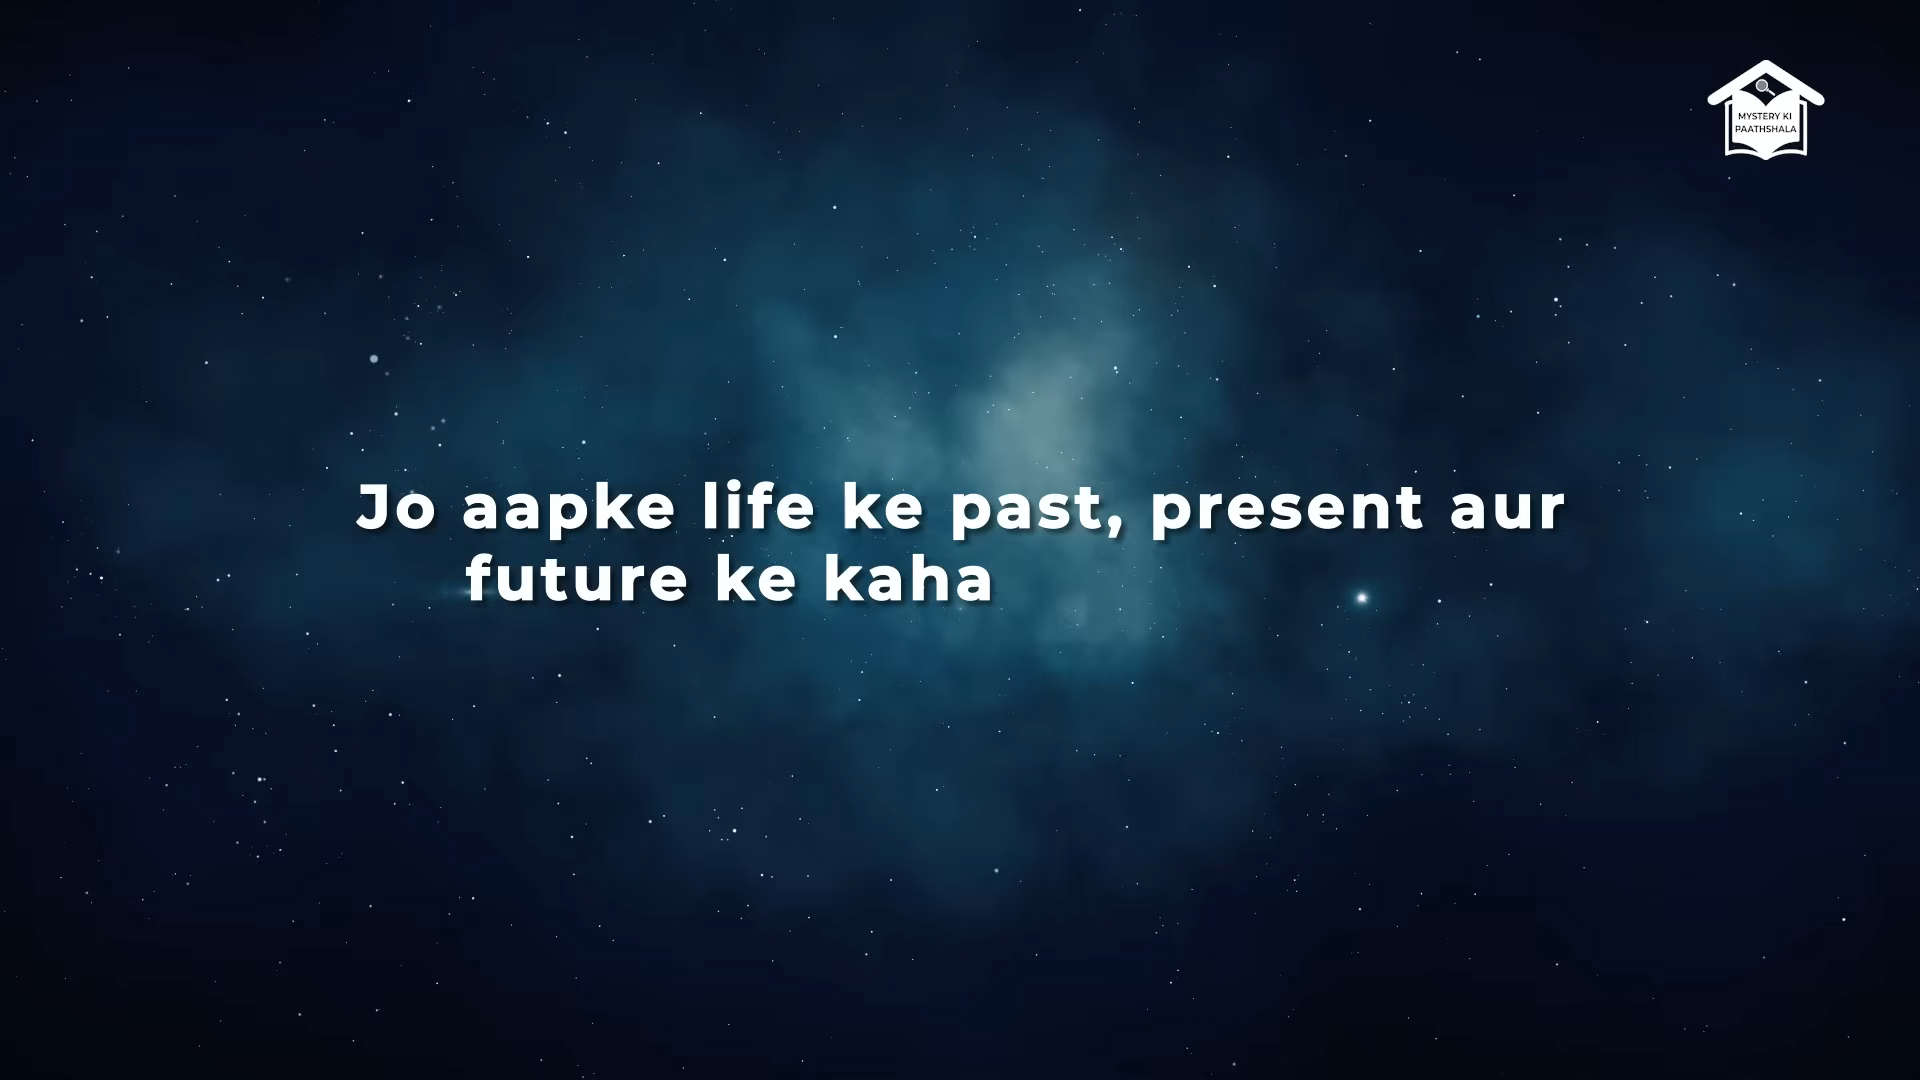 MYSTERY KI
PAATHSHALA
Jo aapke life ke past, present aur
future ke kaha